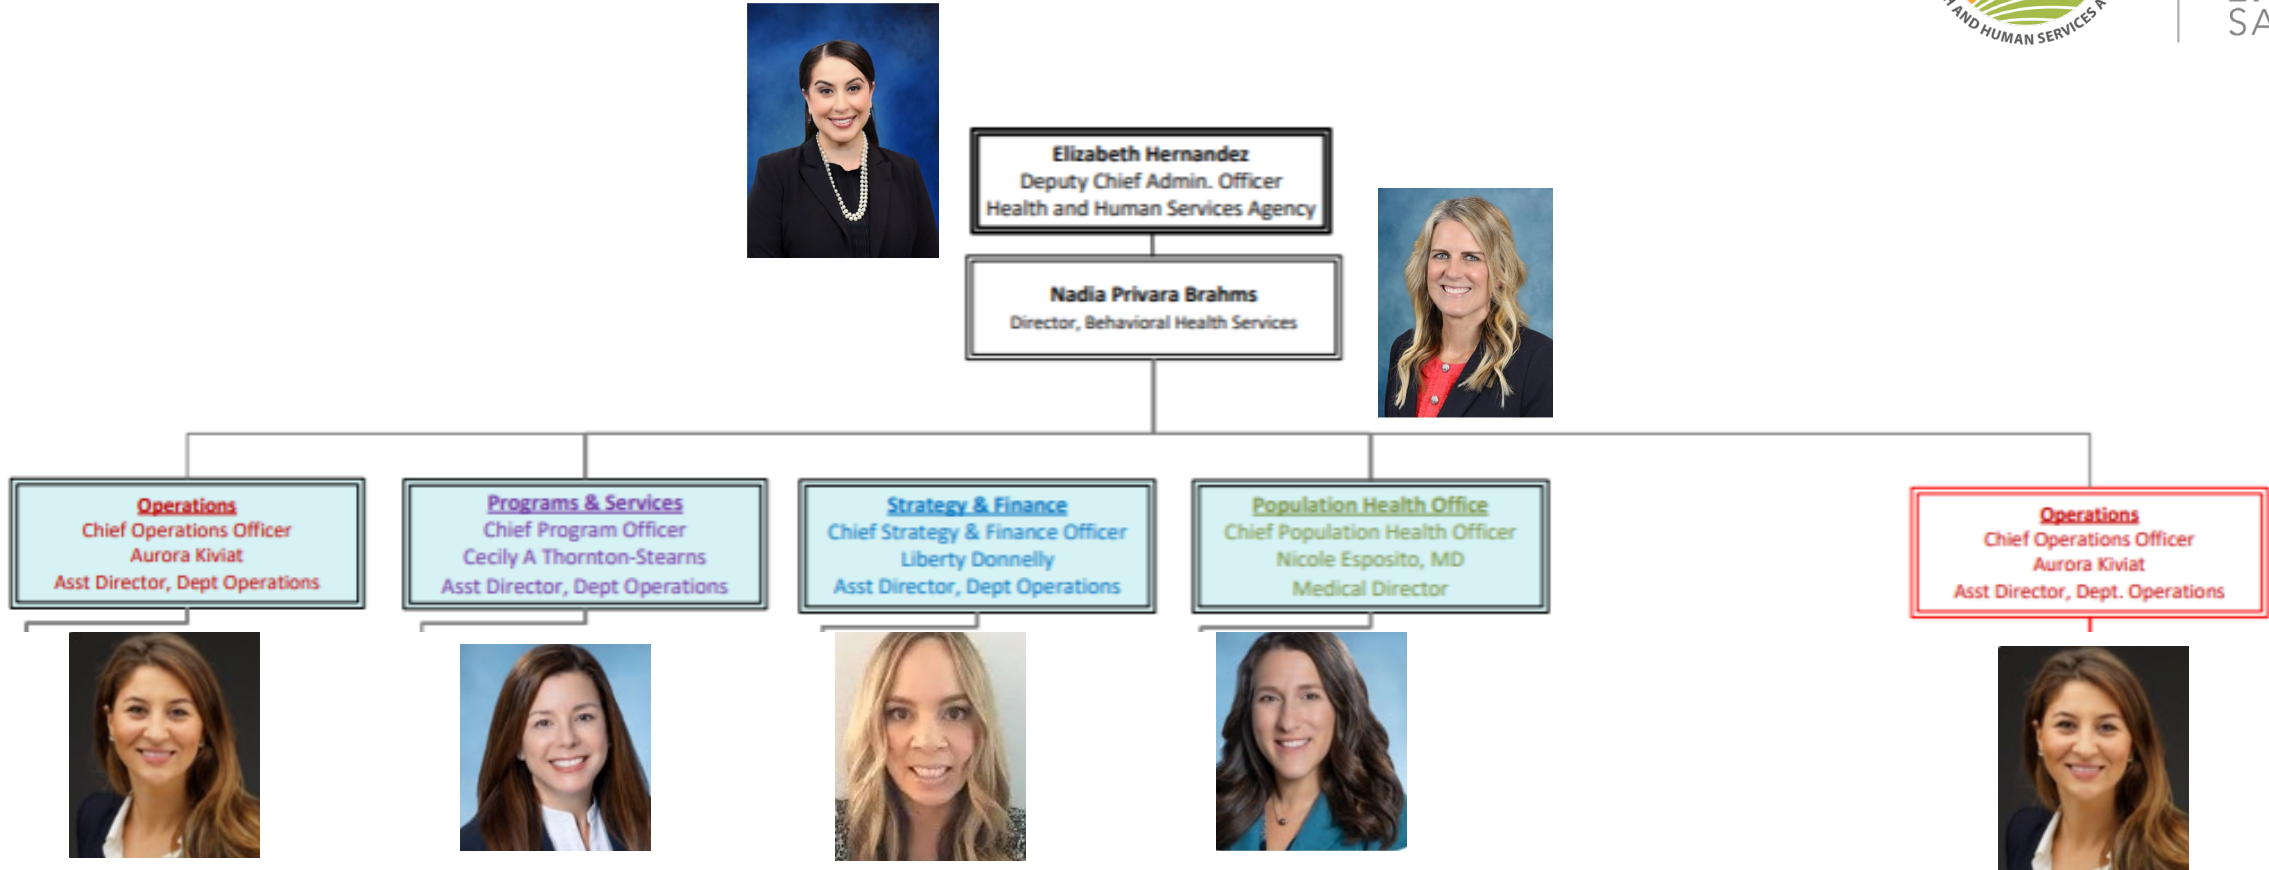 AND HUMAN SERVICES
SA
Elizabeth Hernandez
Deputy Chief Admin. Officer
Health and Human Services Agency
Nadia Privara Brahms
Director, Behavioral Health Services
Operations
Chief Operations Officer
Aurora Kiviat
Asst Director, Dept Operations
Programs & Services
Chief Program Officer
Cecily A Thornton-Stearns
Asst Director, Dept Operations
Strategy & Finance
Chief Strategy & Finance Officer
Liberty Donnelly
Asst Director, Dept Operations
Population Health Office
Chief Population Health Officer
Nicole Esposito, MD
Medical Director
Operations
Chief Operations Officer
Aurora Kiviat
Asst Director, Dept. Operations